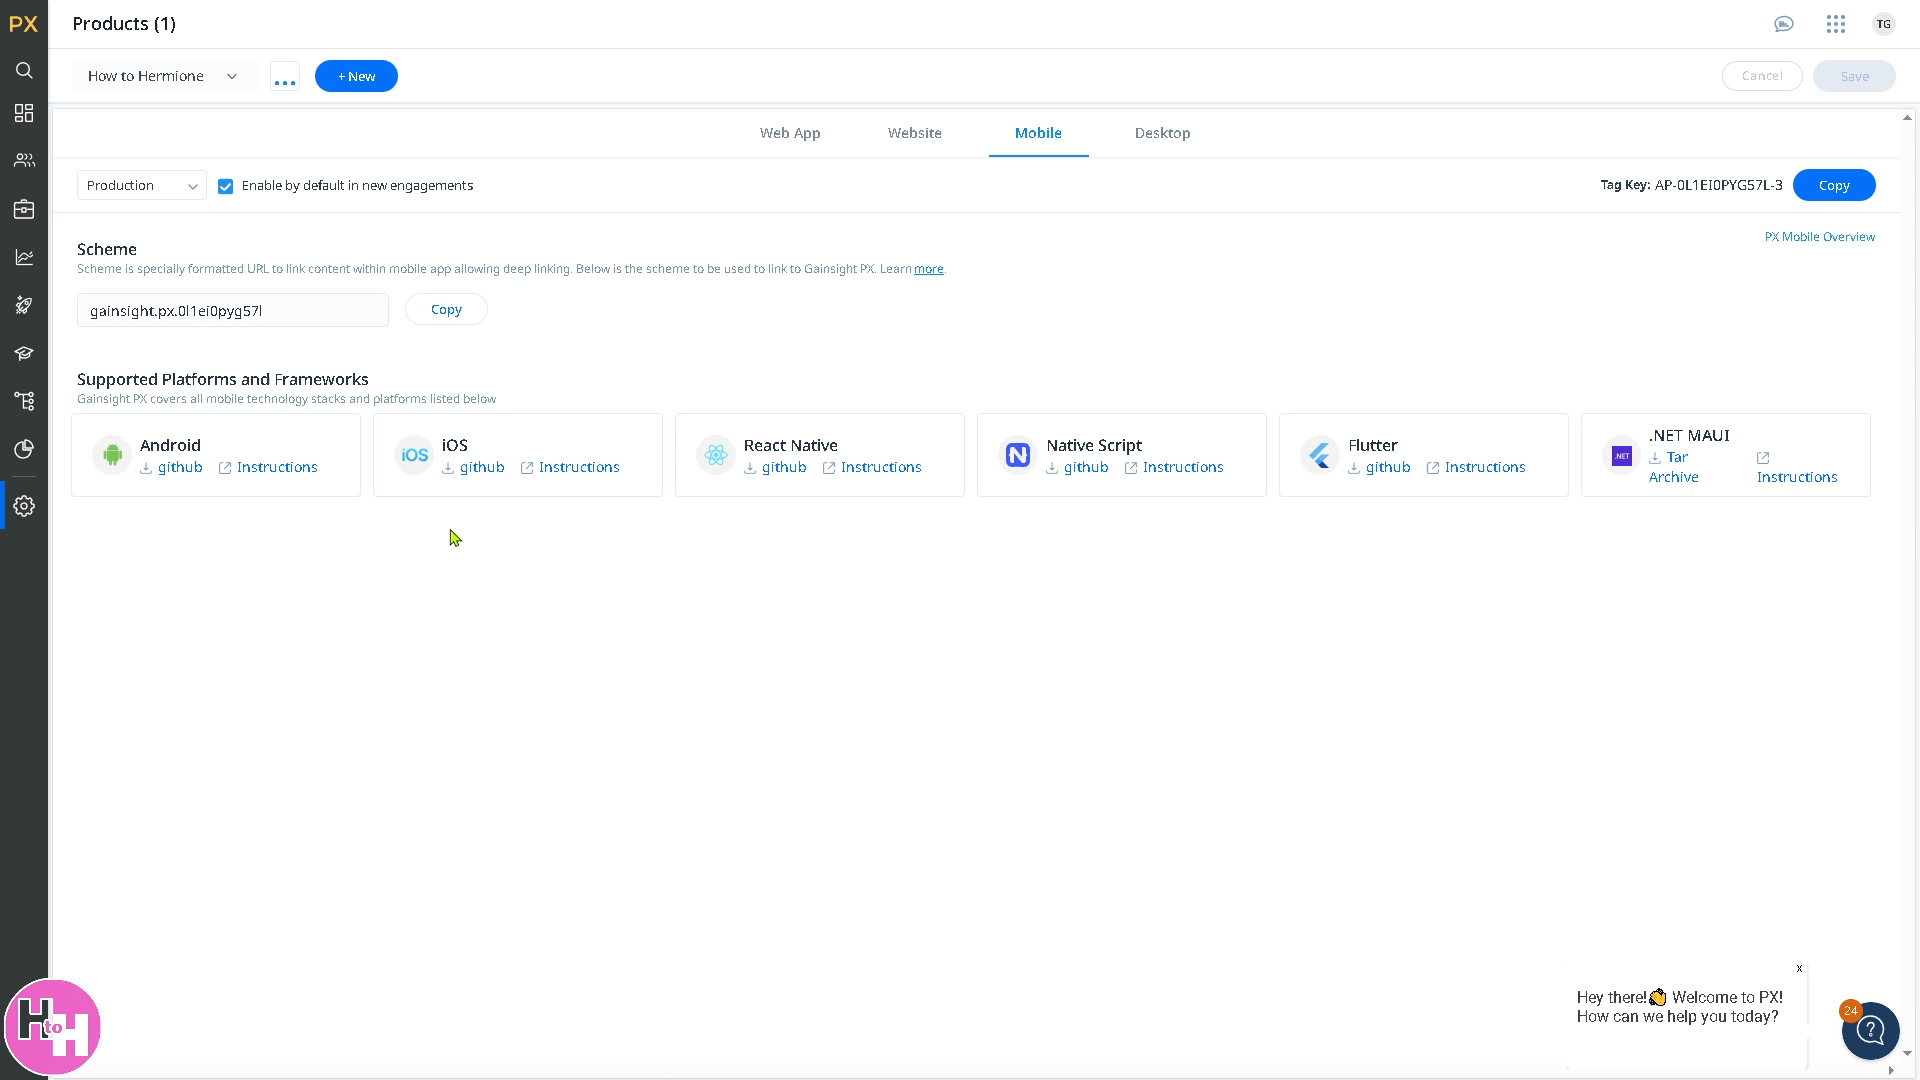 PX
Products (1)
TG
How to Hermione
...
+ New
Cancel
Save
Web App
Website
Mobile
Desktop
Production
Enable by default in new engagements
Tag Key: AP-0L1EI0PYG57L-3
Copy
PX Mobile Overview
Scheme
Scheme is specially formatted URL to link content within mobile app allowing deep linking. Below is the scheme to be used to link to Gainsight PX. Learn more.
gainsight.px.0l1ei0pyg57l
Copy
Supported Platforms and Frameworks
Gainsight PX covers all mobile technology stacks and platforms listed below
Android
github
Instructions
iOS
iOS
github
Instructions
React Native
github
Instructions
N
Native Script
github
Instructions
Flutter
github
Instructions
.NET
.NET MAUI
Tar
Archive
Instructions
x
Hey there!👋 Welcome to PX!
How can we help you today?
24
H to H